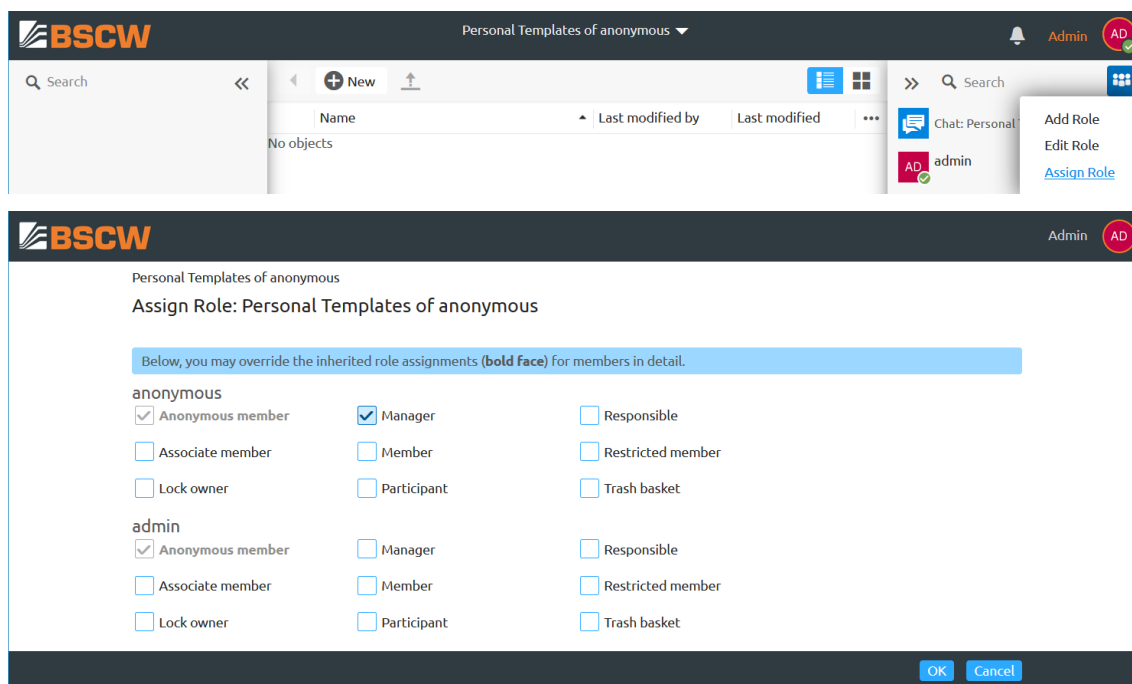 BSCW Personal Templates of anonymous Admin AD
Search New Search
Name Last modified by Last modified Chat: Personal Add Role
No objects Edit Role
AD admin Assign Role
BSCW Admin AD
Personal Templates of anonymous
Assign Role: Personal Templates of anonymous
Below, you may override the inherited role assignments (bold face) for members in detail.
anonymous
Anonymous member Manager Responsible
Associate member Member Restricted member
Lock owner Participant Trash basket
admin
Anonymous member Manager Responsible
Associate member Member Restricted member
Lock owner Participant Trash basket
OK Cancel